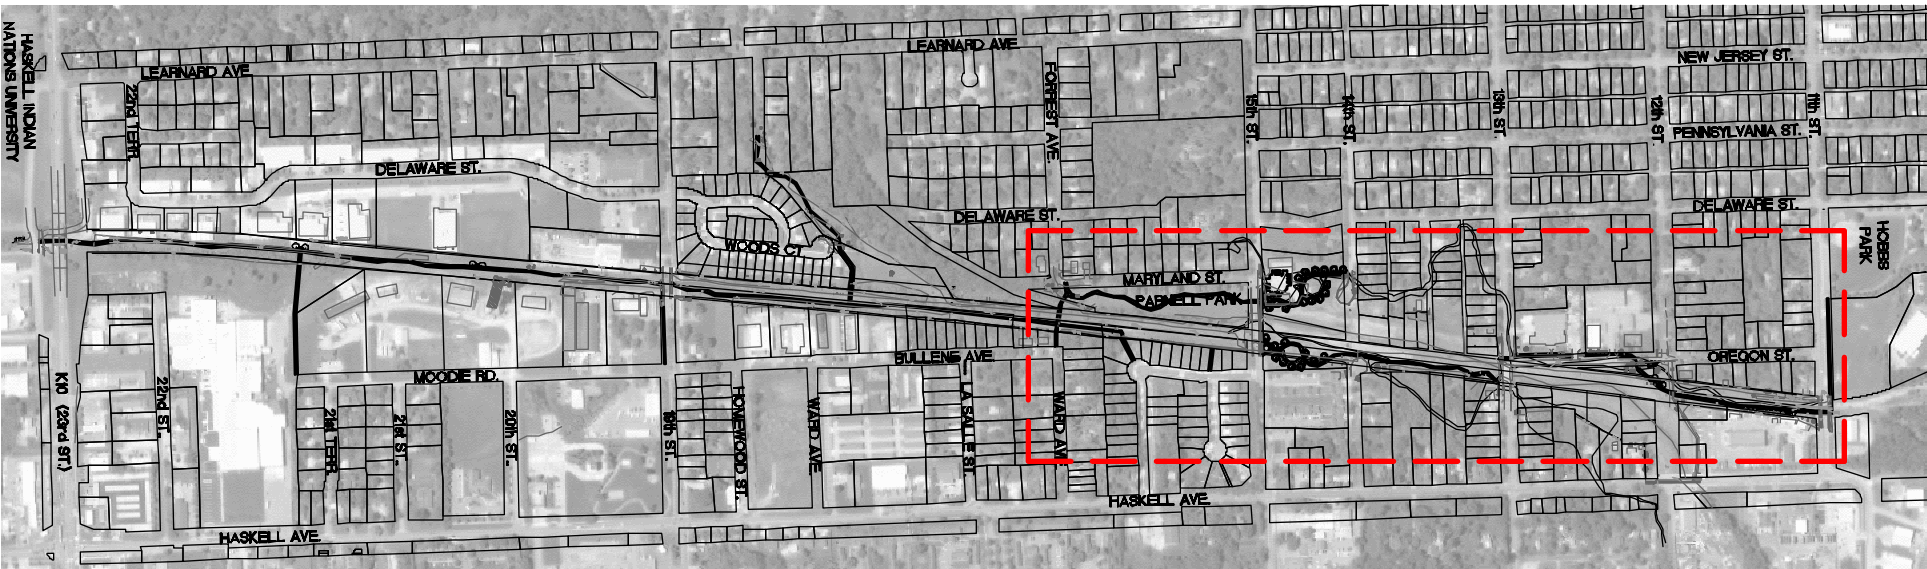 HASKELL INDIAN
NATIONS UNIVERSITY
LEARNARD AVE.
22nd TERR.
DELAWARE ST.
LEARNARD AVE.
FORREST AVE.
15th ST.
14th ST.
13th ST.
12th ST.
11th ST.
NEW JERSEY ST.
PENNSYLVANIA ST.
DELAWARE ST.
HOBBS
PARK
DELAWARE ST.
WOODS CT.
MARYLAND ST.
PARNELL PARK
BULLENE AVE.
OREGON ST.
MOODIE RD.
K10 (23rd ST.)
22nd ST.
21st TERR.
21st ST.
20th ST.
19th ST.
HOMEWOOD ST.
WARD AVE.
LA SALLE ST.
WARD AVE.
HASKELL AVE.
HASKELL AVE.